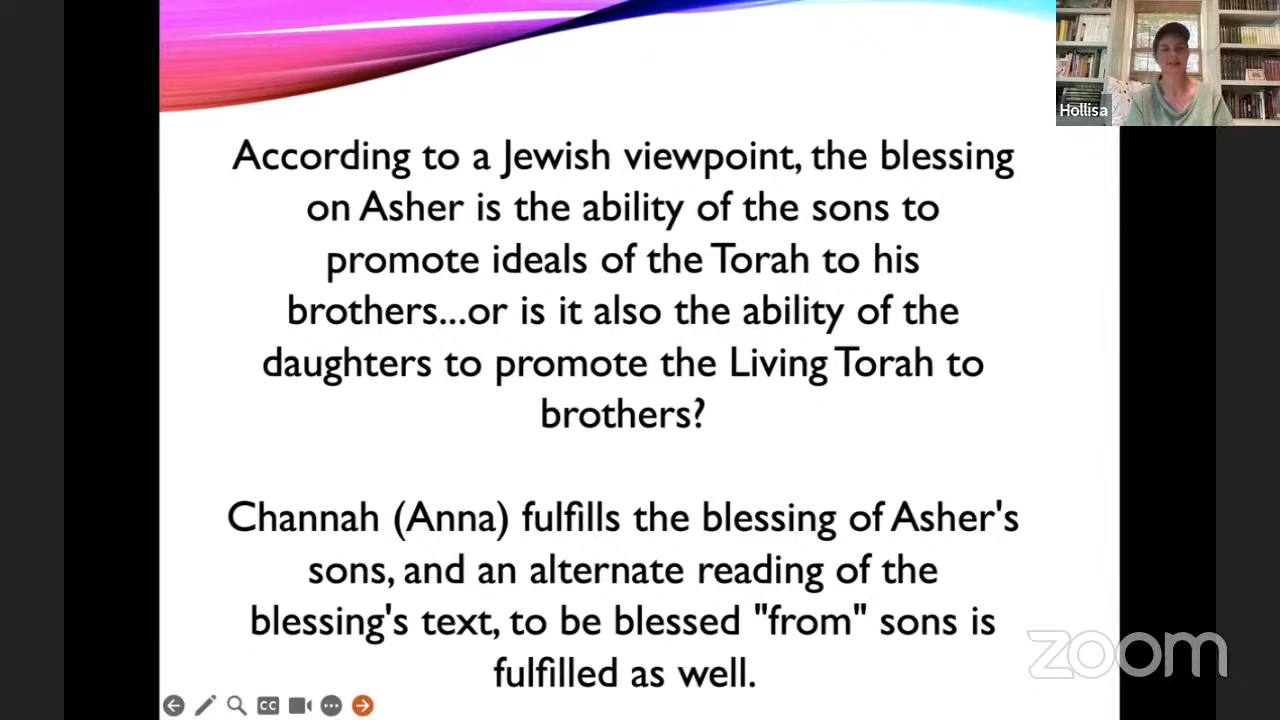 Hollisa
According to a Jewish viewpoint, the blessing
on Asher is the ability of the sons to
promote ideals of the Torah to his
brothers...or is it also the ability of the
daughters to promote the Living Torah to
brothers?
Channah (Anna) fulfills the blessing of Asher's
sons, and an alternate reading of the
blessing's text, to be blessed "from" sons is
fulfilled as well.
zoom
CC